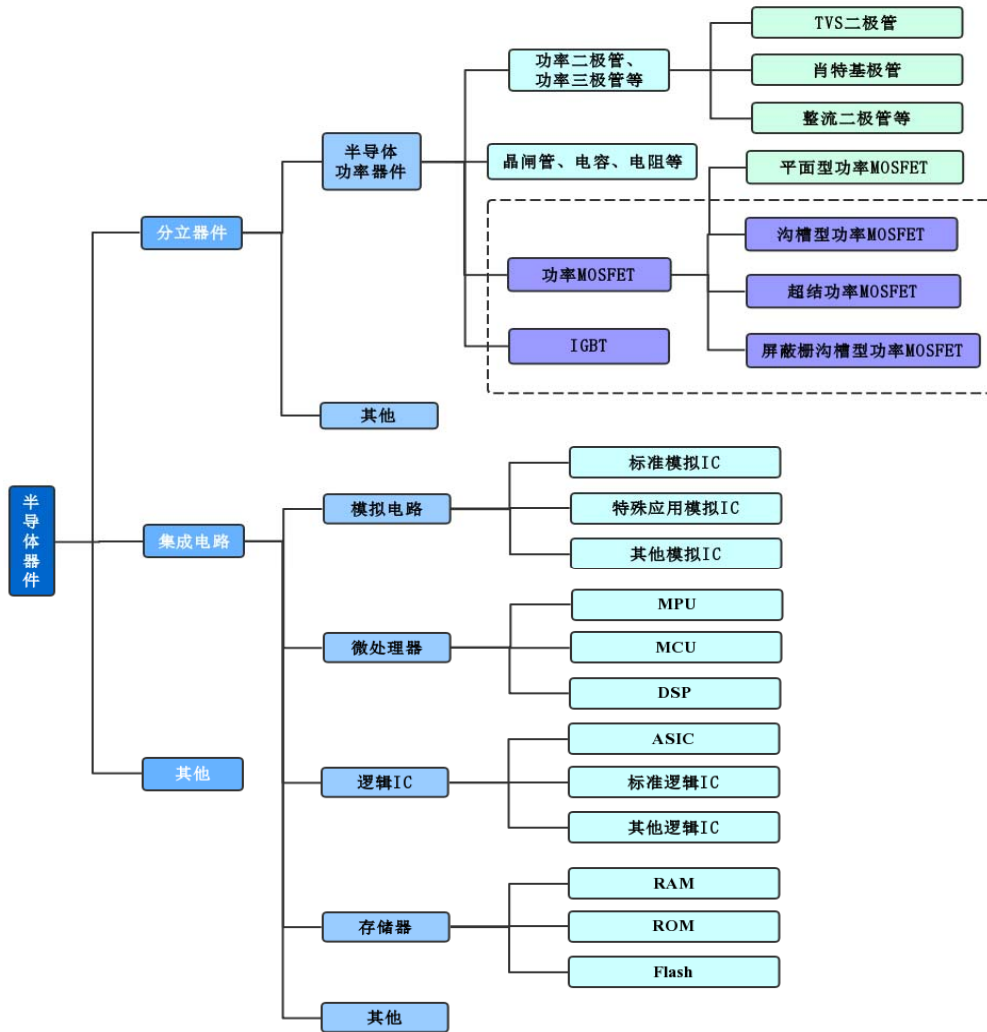 TVS二极管
功率二极管、
功率三极管等
肖特基极管
整流二极管等
半导体
功率器件
晶闸管、电容、电阻等
平面型功率MOSFET
分立器件
沟槽型功率MOSFET
功率MOSFET
超结功率MOSFET
IGBT
屏蔽栅沟槽型功率MOSFET
其他
半导体器件
标准模拟IC
模拟电路
特殊应用模拟IC
集成电路
其他模拟IC
MPU
微处理器
MCU
DSP
ASIC
其他
逻辑IC
标准逻辑IC
其他逻辑IC
RAM
存储器
ROM
Flash
其他